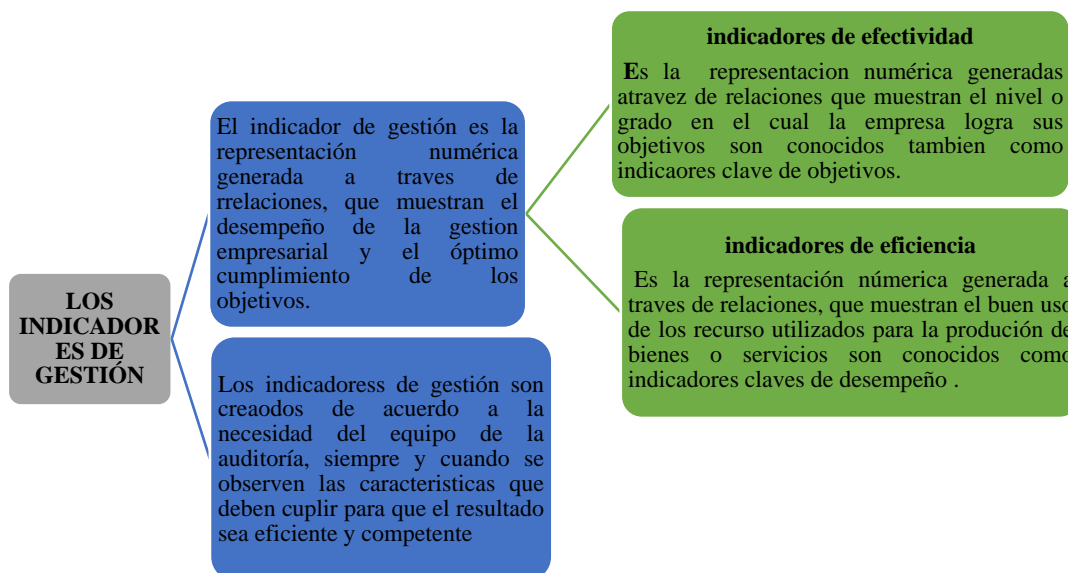 LOS
INDICADOR
ES DE
GESTIÓN
El indicador de gestión es la
representación numérica
generada a traves de
rrelaciones, que muestran el
desempeño de la gestion
empresarial y el óptimo
cumplimiento de los
objetivos.
Los indicadoress de gestión son
creaodos de acuerdo a la
necesidad del equipo de la
auditoría, siempre y cuando se
observen las caracteristicas que
deben cuplir para que el resultado
sea eficiente y competente
indicadores de efectividad
Es la representacion numérica generadas
atravez de relaciones que muestran el nivel o
grado en el cual la empresa logra sus
objetivos son conocidos tambien como
indicaores clave de objetivos.
indicadores de eficiencia
Es la representación númerica generada a
traves de relaciones, que muestran el buen uso
de los recurso utilizados para la produción de
bienes o servicios son conocidos como
indicadores claves de desempeño .